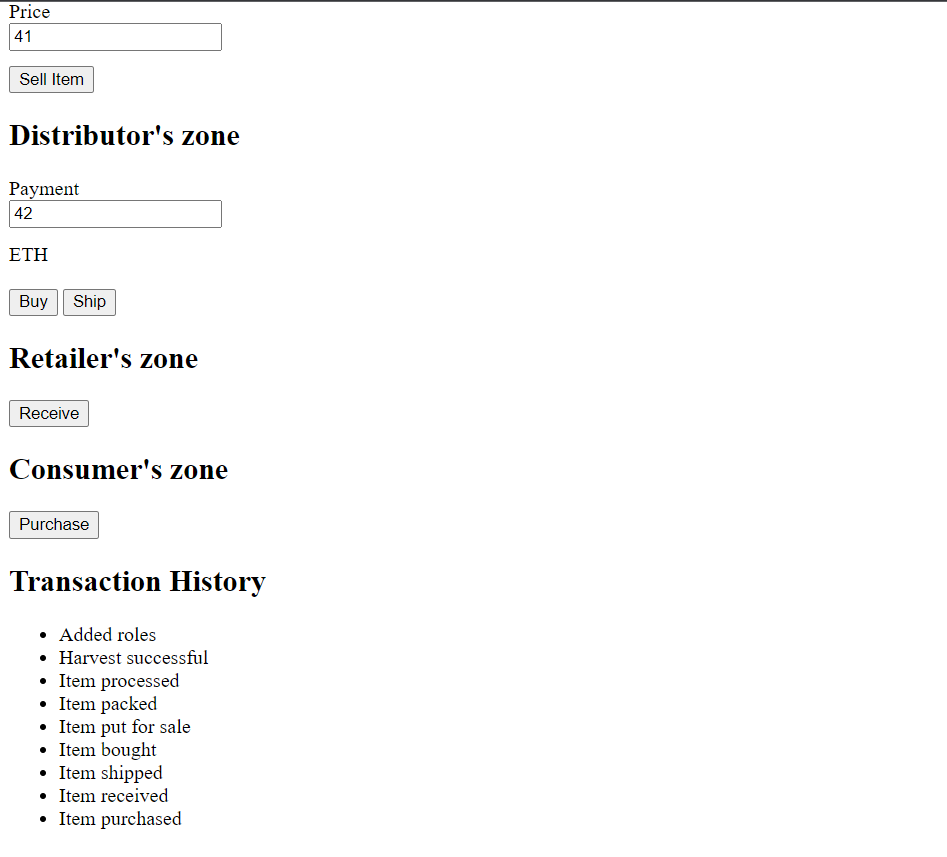 Price
41
Sell Item
Distributor's zone
Payment
42
ETH
Buy Ship
Retailer's zone
Receive
Consumer's zone
Purchase
Transaction History
Added roles
Harvest successful
Item processed
Item packed
Item put for sale
Item bought
Item shipped
Item received
Item purchased